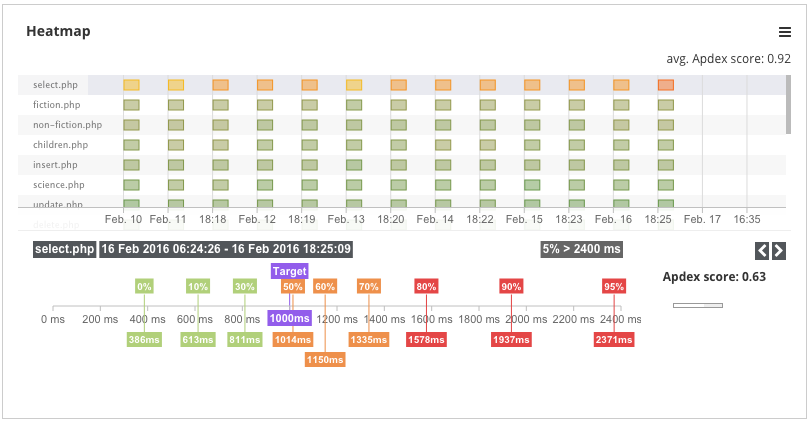 Heatmap
avg. Apdex score: 0.92
select.php
fiction.php
non-fiction.php
children.php
insert.php
science.php
update.php
Feb. 10 Feb. 11 18:18 Feb. 12 18:19 Feb. 13 18:20 Feb. 14 18:22 Feb. 15 18:23 Feb. 16 18:25 Feb. 17 16:35
select.php 16 Feb 2016 06:24:26 - 16 Feb 2016 18:25:09 5% > 2400 ms
Target
Apdex score: 0.63
0% 10% 30% 50% 60% 70% 80% 90% 95%
0 ms 200 ms 400 ms 600 ms 800 ms 1000ms 1200 ms 1400 ms 1600 ms 1800 ms 2000 ms 2200 ms 2400 ms
386ms 613ms 811ms 1014ms 1335ms 1578ms 1937ms 2371ms
1150ms